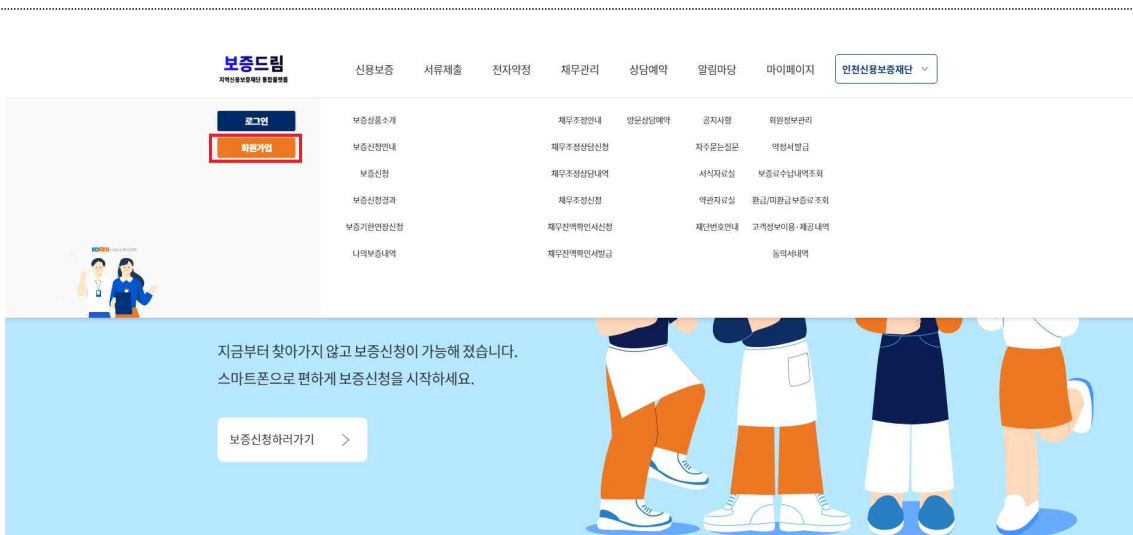 보증드림
지역신용보증재단 통합플랫폼
신용보증 서류제출 전자약정 채무관리 상담예약 알림마당 마이페이지 인천신용보증재단
로그인
회원가입
보증상품소개 채무조정안내 방문상담예약 공지사항 회원정보관리
보증신청안내 채무조정상담신청 자주묻는질문 약정서발급
보증신청 채무조정상담내역 서식자료실 보증료수납내역조회
보증신청결과 채무조정신청 약관자료실 환급/미환급 보증료 조회
보증기한연장신청 채무잔액확인서신청 재단번호안내 고객정보이용·제공 내역
나의보증내역 채무잔액확인서발급 동의서내역
KOREG
지금부터 찾아가지 않고 보증신청이 가능해 졌습니다.
스마트폰으로 편하게 보증신청을 시작하세요.
보증신청하러가기